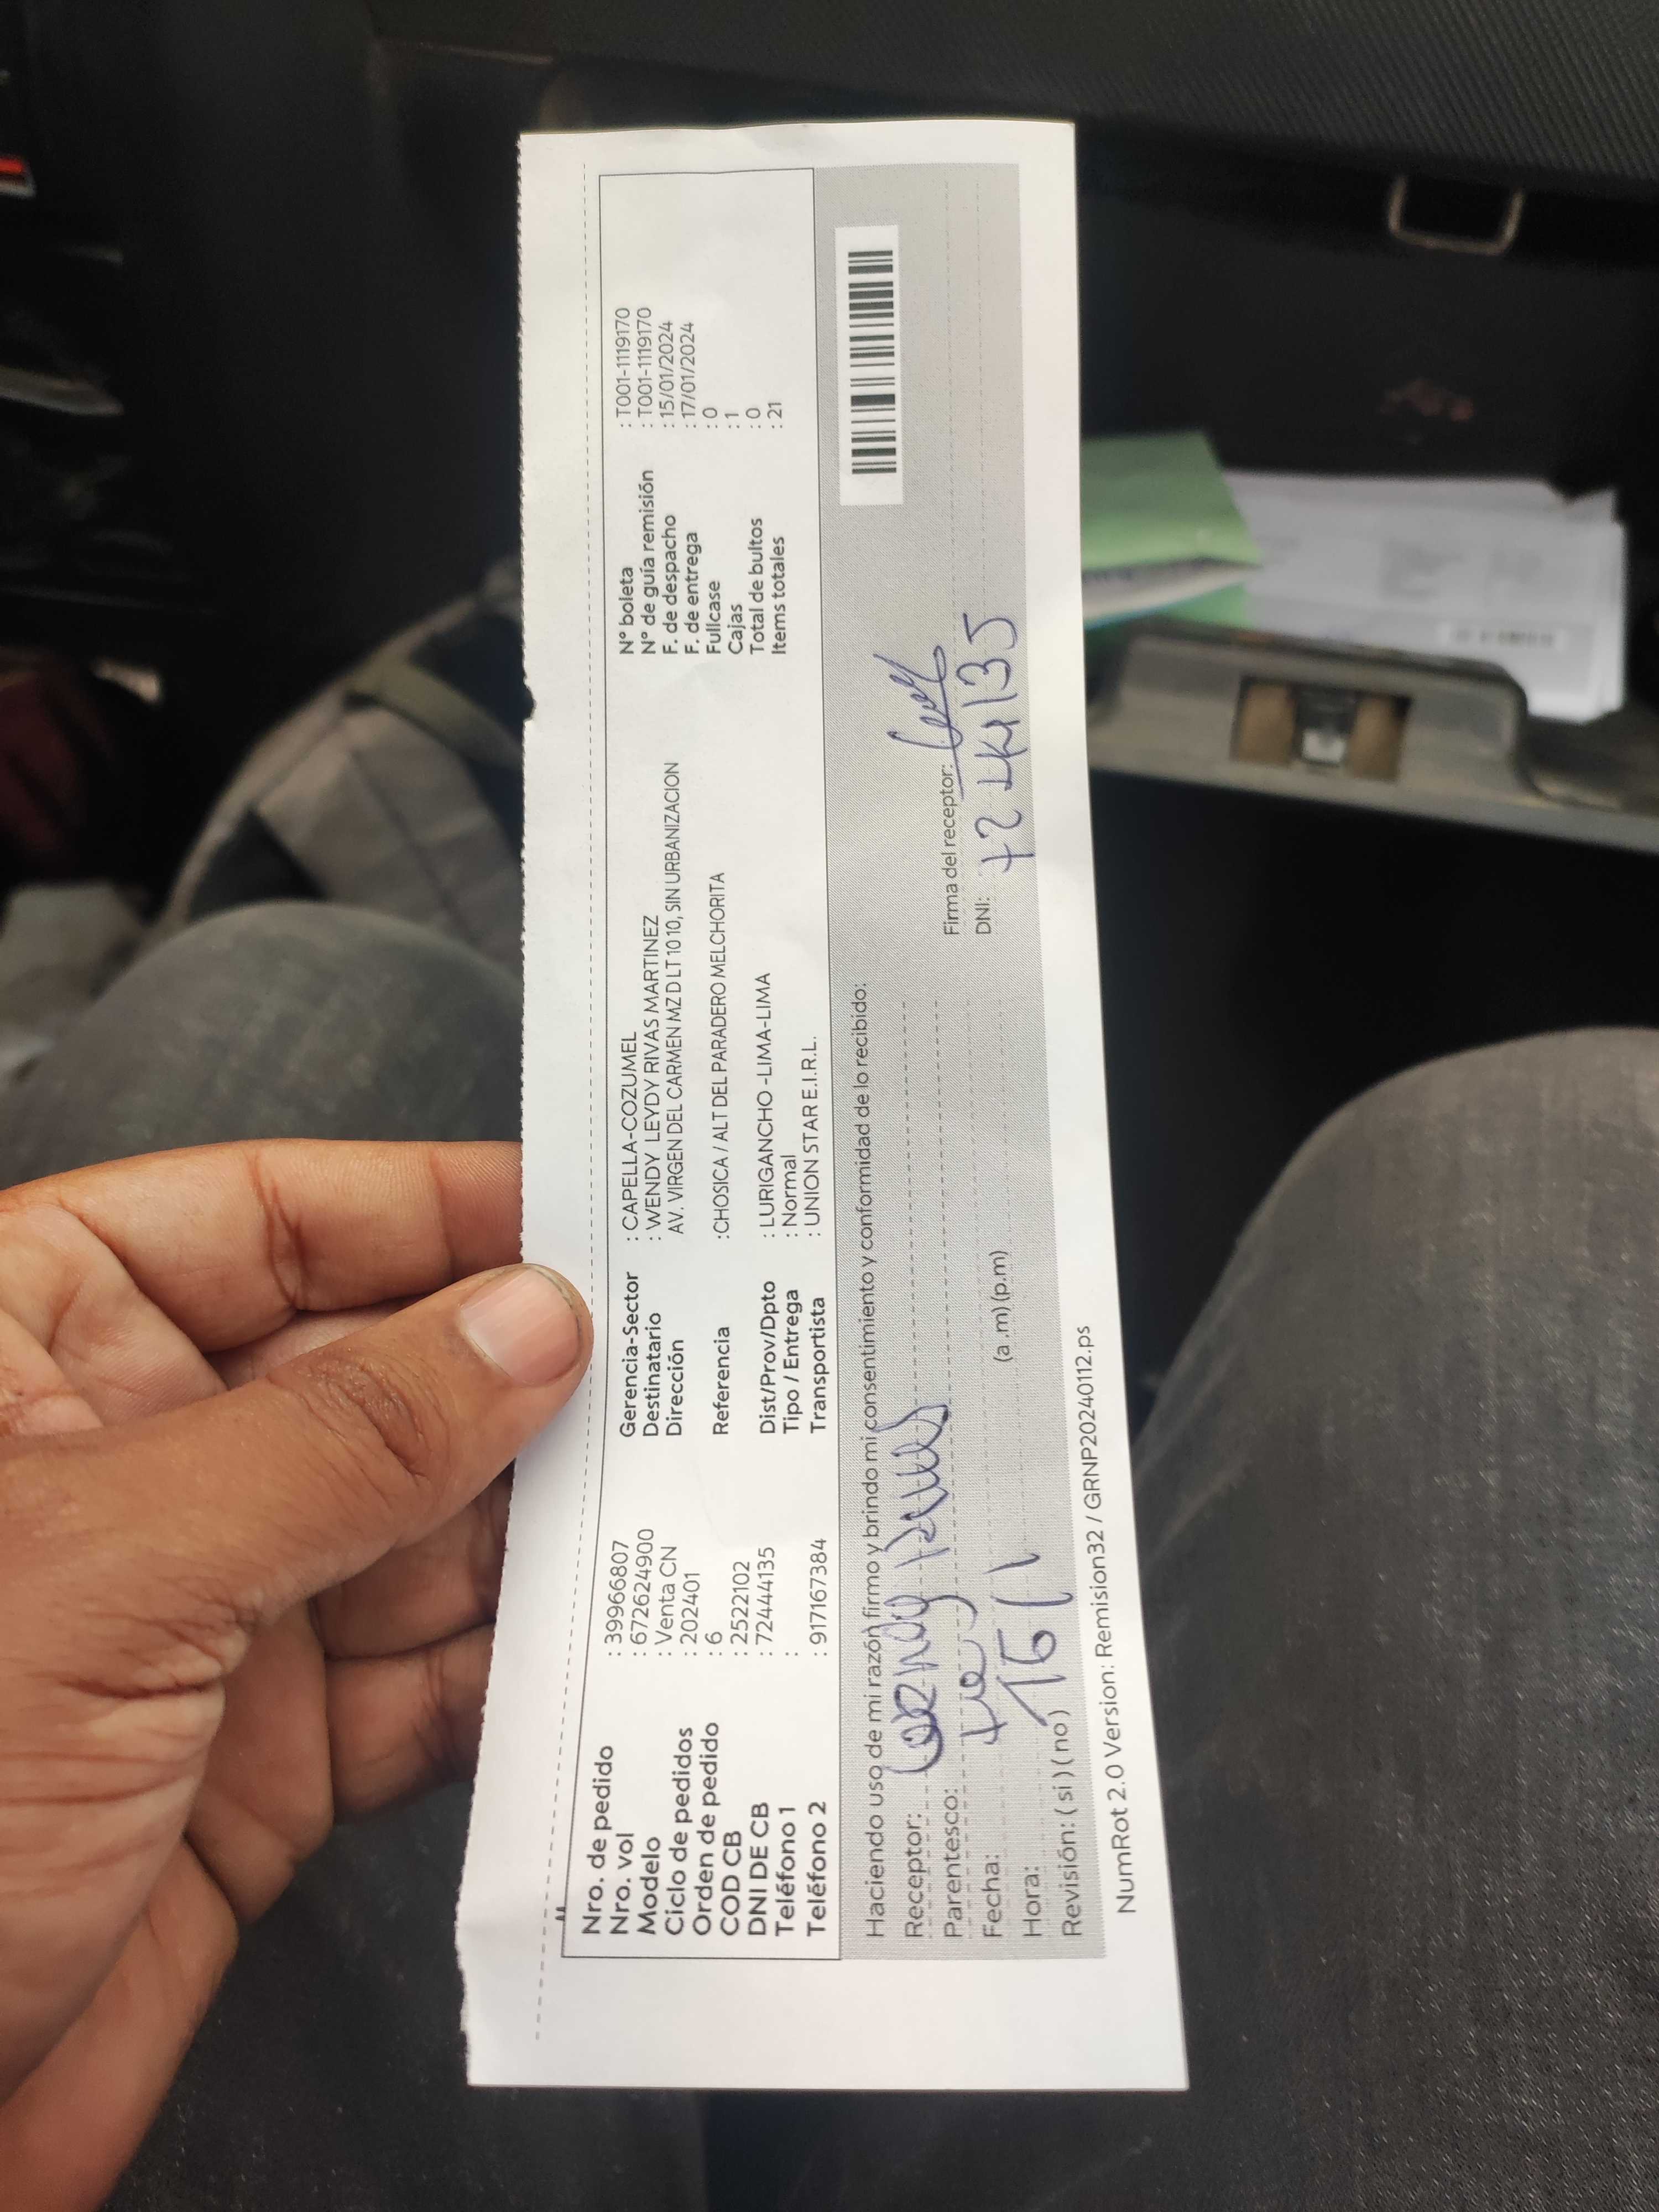 Nro. de pedido : 39966807
Nro. vol : 672624900
Modelo : Venta CN
Ciclo de pedidos : 202401
Orden de pedido : 6
COD CB : 2522102
DNI DE CB : 72444135
Teléfono 1 :
Teléfono 2 : 917167384
Gerencia-Sector : CAPELLA-COZUMEL
Destinatario : WENDY LEYDY RIVAS MARTINEZ
Dirección AV. VIRGEN DEL CARMEN MZ D LT 10 10, SIN URBANIZACION
Referencia :CHOSICA / ALT DEL PARADERO MELCHORITA
Dist/Prov/Dpto : LURIGANCHO -LIMA-LIMA
Tipo / Entrega : Normal
Transportista : UNION STAR E.I.R.L.
N° boleta : T001-1119170
N° de guía remisión : T001-1119170
F. de despacho : 15/01/2024
F. de entrega : 17/01/2024
Fullcase : 0
Cajas : 1
Total de bultos : 0
Items totales : 21
Haciendo uso de mi razón firmo y brindo mi consentimiento y conformidad de lo recibido:
Receptor:
Parentesco:
Fecha: 16/1
Hora: (a.m) (p.m)
Revisión: ( si ) ( no )
Firma del receptor:
DNI: 72444135
NumRot 2.0 Version: Remision32 / GRNP20240112.ps